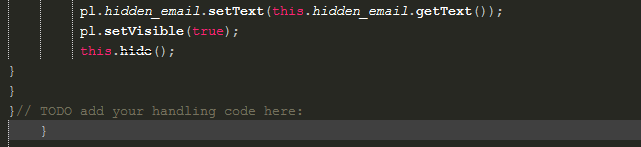 pl.hidden_email.setText(this.hidden_email.getText());
pl.setVisible(true);
this.hide();
}
}
}// TODO add your handling code here:
}